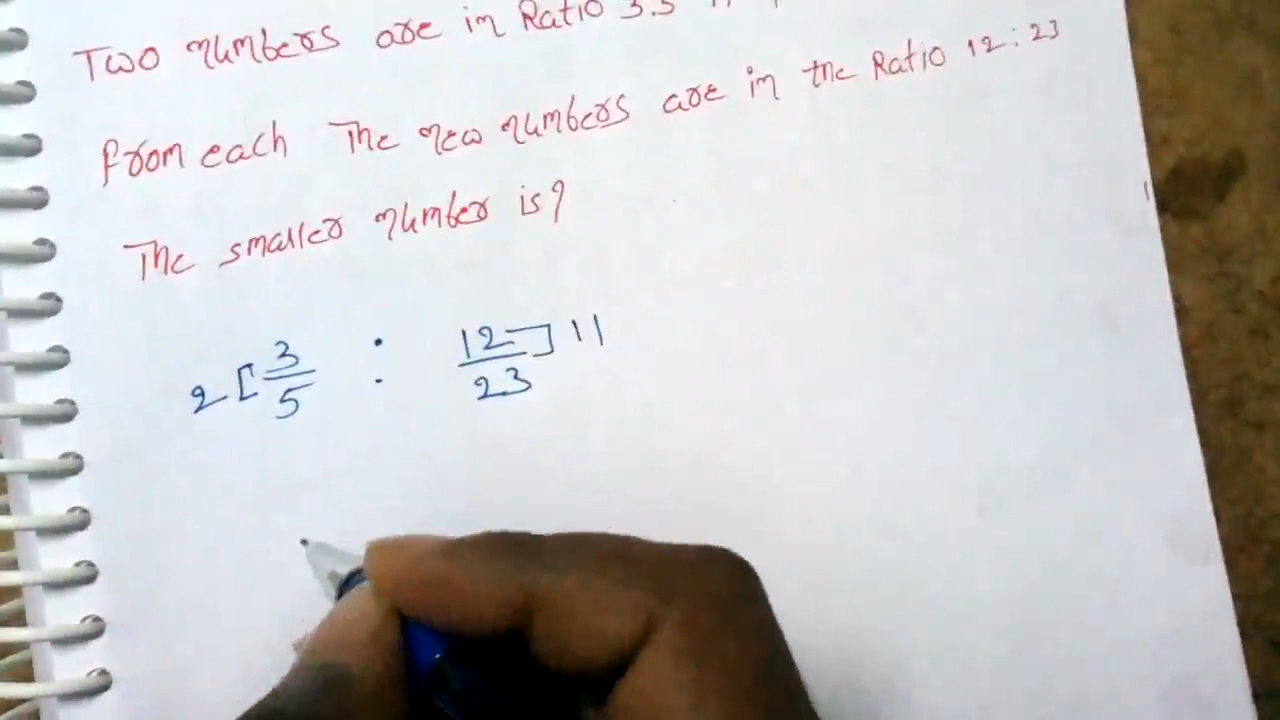 Two numbers are in Ratio 3:5
from each The new numbers are in the Ratio 12:23
The smaller number is?
2[3/5 : 12/23]11